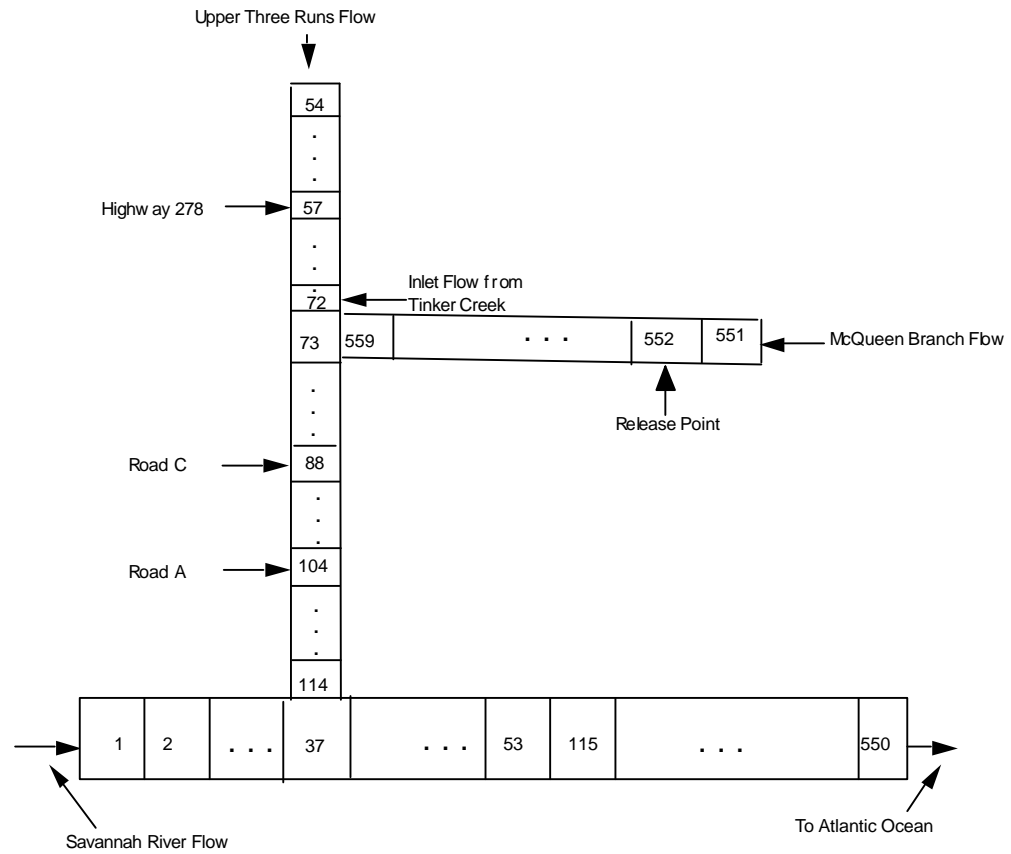 Upper Three Runs Flow
54
.
.
.
Highw ay 278
57
.
.
.
Inlet Flow from
Tinker Creek
72
73
559
. . .
552
551
McQueen Branch Flow
Release Point
.
.
.
Road C
88
.
.
.
Road A
104
.
.
.
114
1
2
. . .
37
. . .
53
115
. . .
550
Savannah River Flow
To Atlantic Ocean